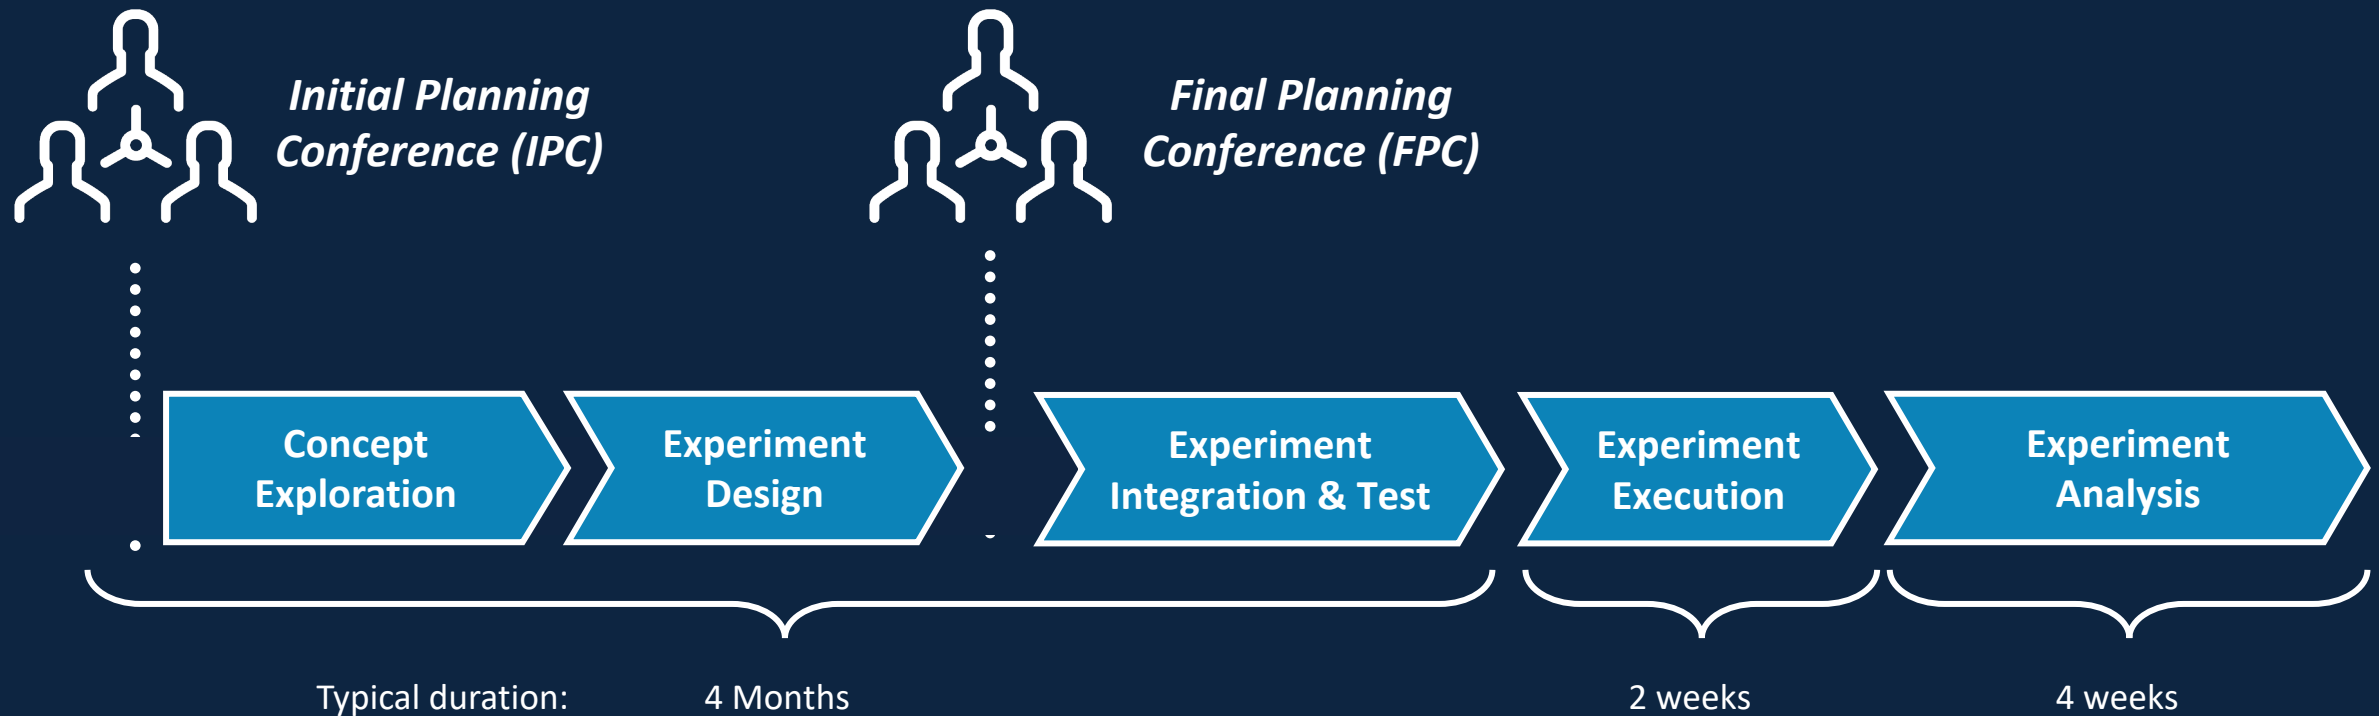 Initial Planning
Conference (IPC)
Final Planning
Conference (FPC)
Concept
Exploration
Experiment
Design
Experiment
Integration & Test
Experiment
Execution
Experiment
Analysis
Typical duration:
4 Months
2 weeks
4 weeks